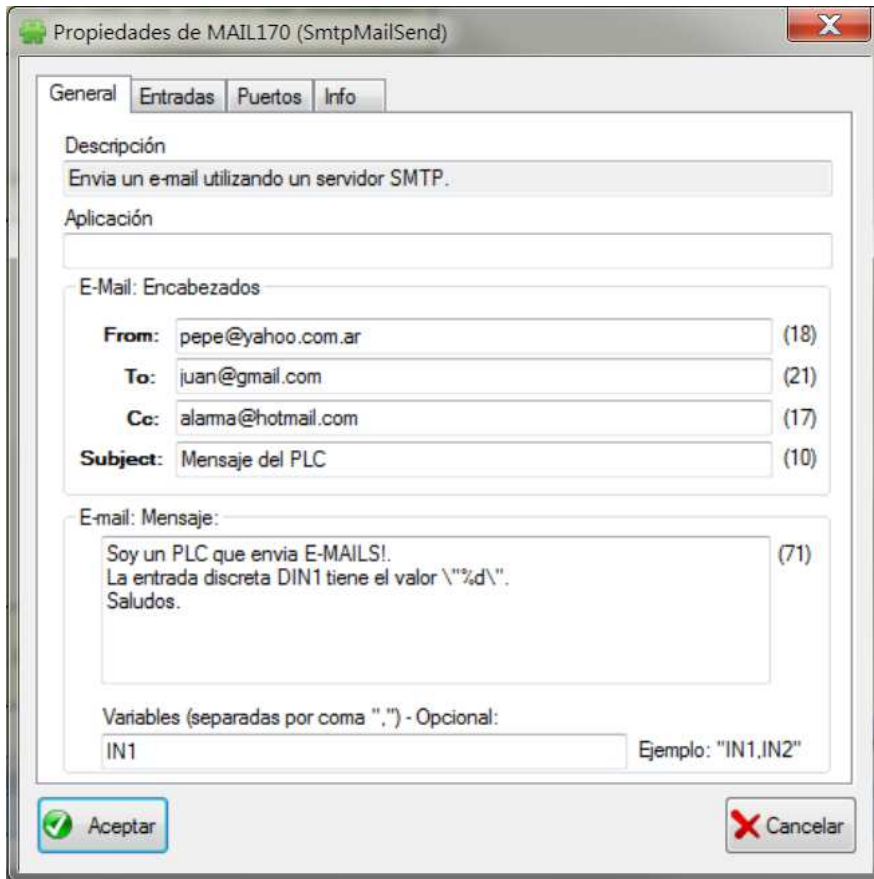 Propiedades de MAIL170 (SmtpMailSend)
General Entradas Puertos Info
Descripción
Envia un e-mail utilizando un servidor SMTP.
Aplicación
E-Mail: Encabezados
From: pepe@yahoo.com.ar (18)
To: juan@gmail.com (21)
Cc: alarma@hotmail.com (17)
Subject: Mensaje del PLC (10)
E-mail: Mensaje:
Soy un PLC que envia E-MAILS!. (71)
La entrada discreta DIN1 tiene el valor \"%d\".
Saludos.
Variables (separadas por coma ",") - Opcional:
IN1 Ejemplo: "IN1,IN2"
Aceptar Cancelar